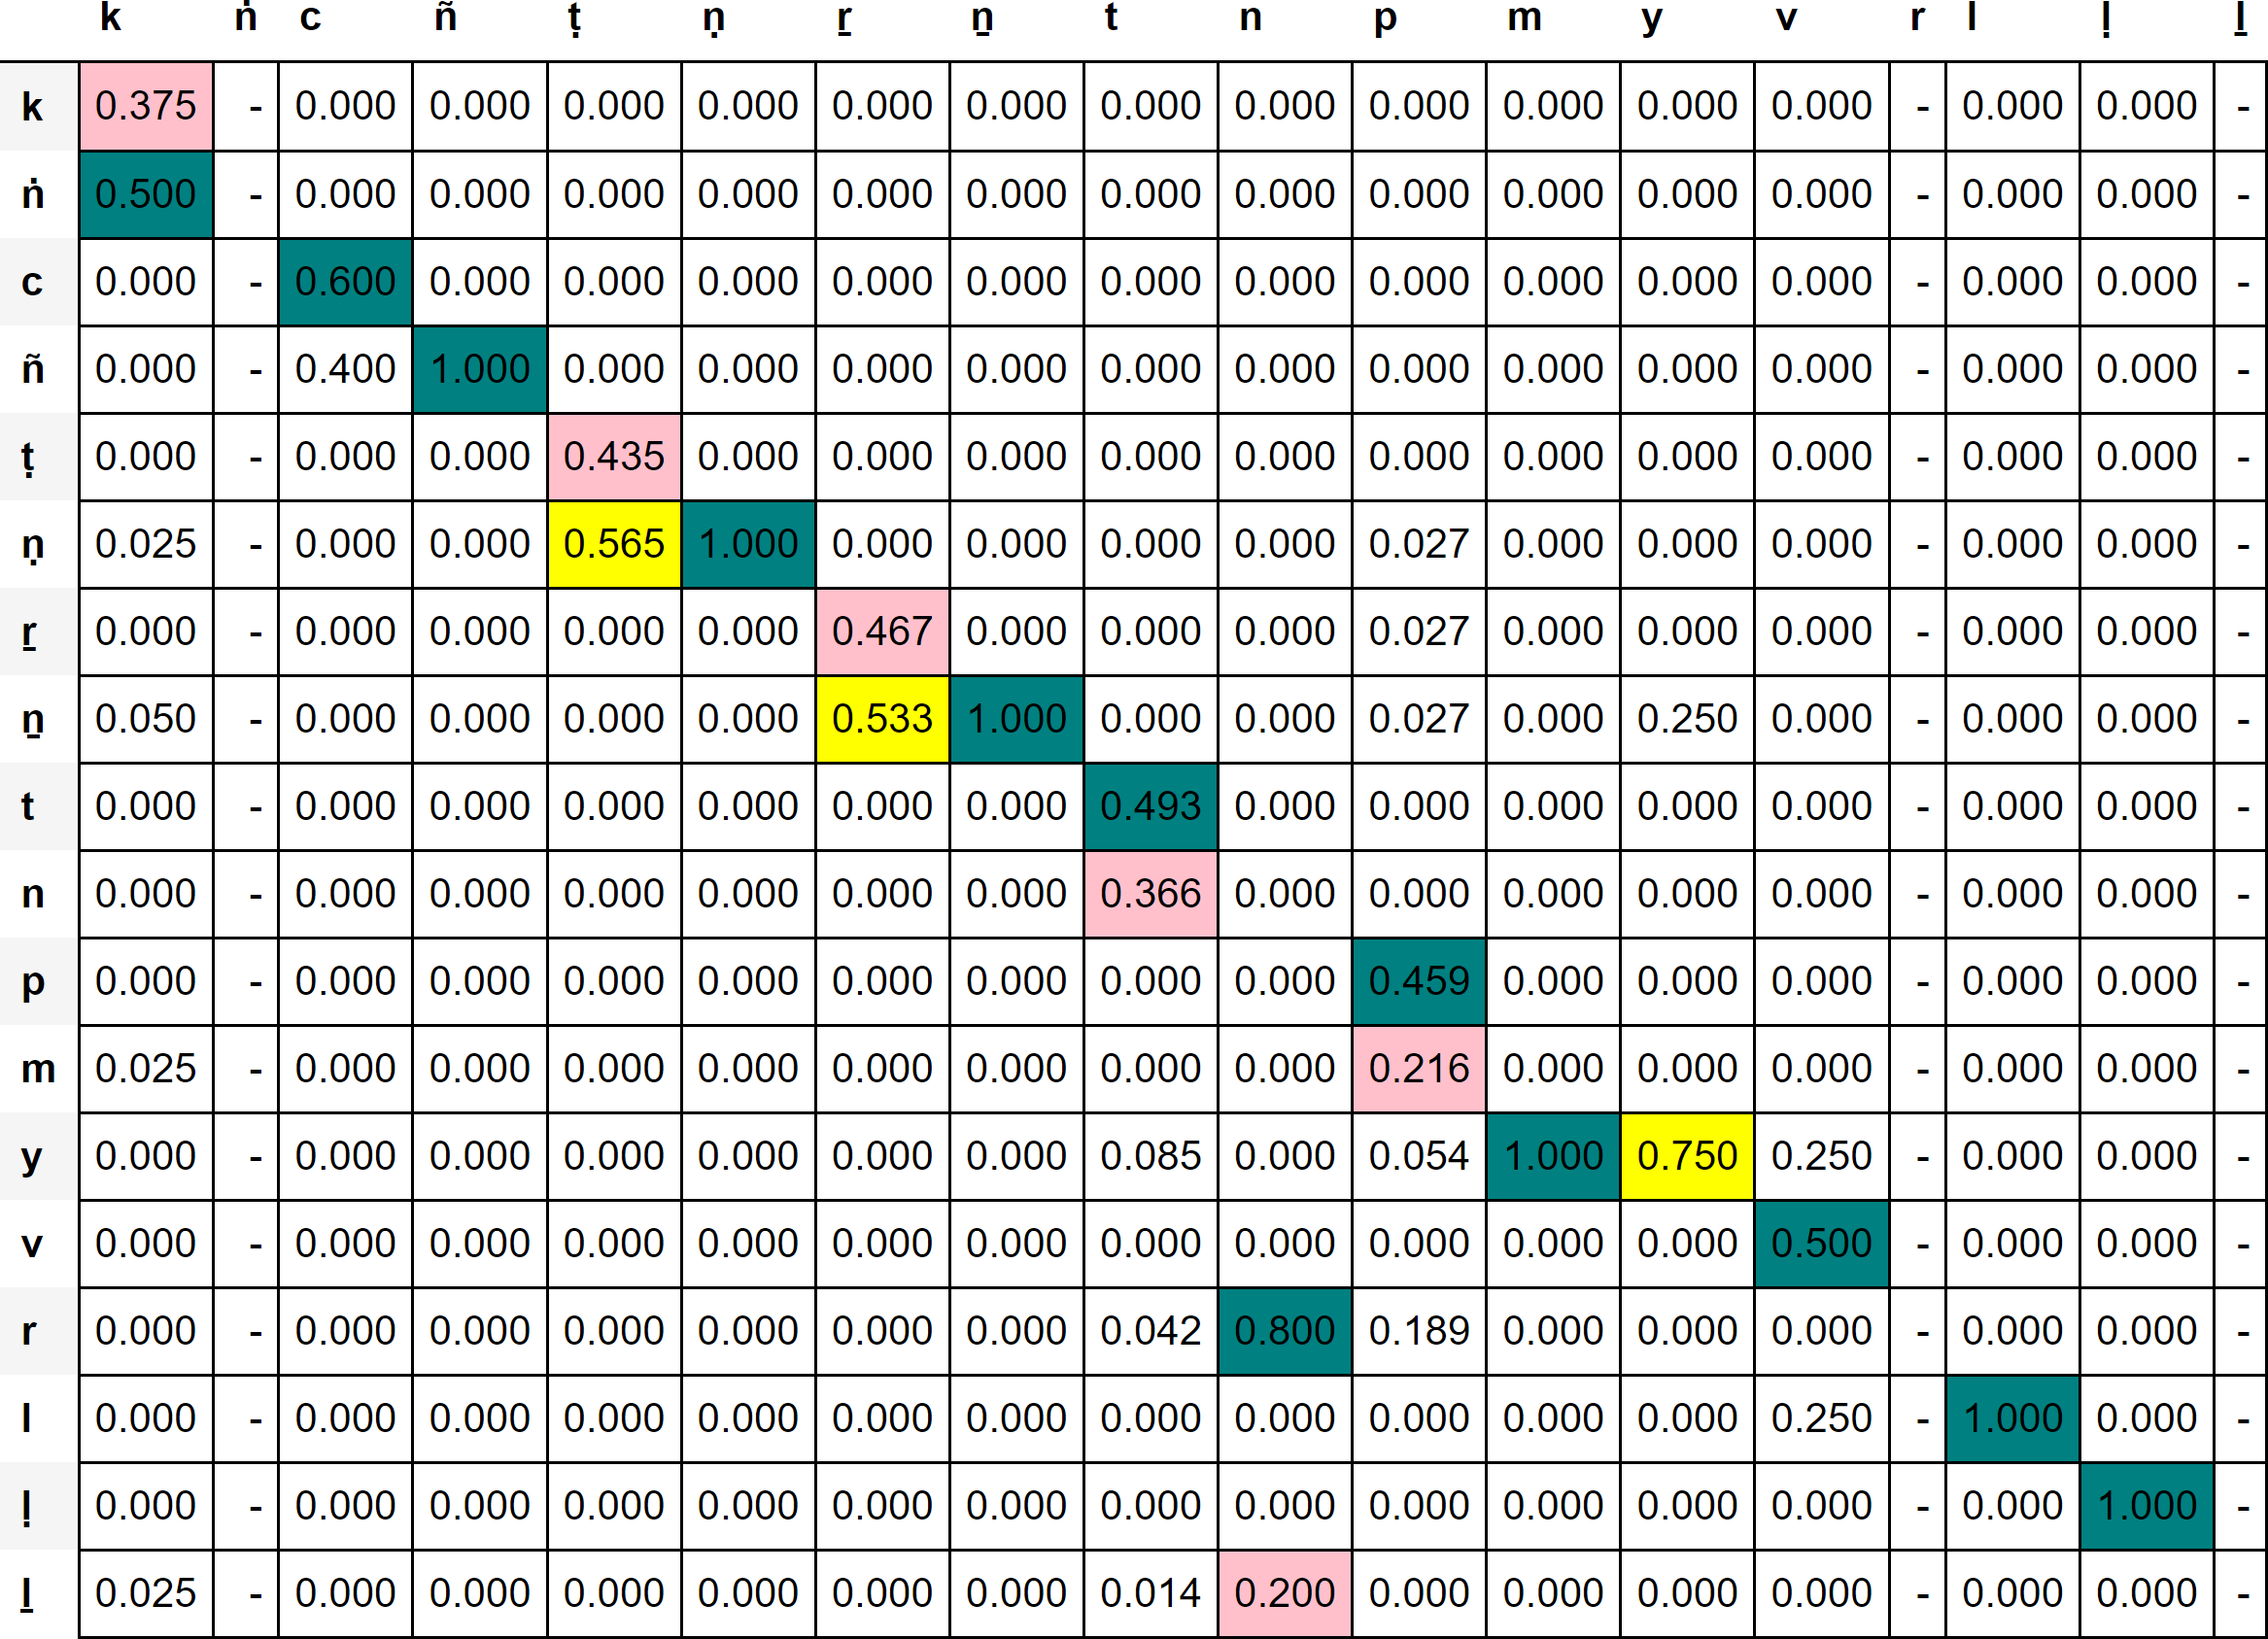 k ṅ c ñ ṭ ṇ ṟ ṉ t n p m y v r l ḷ ḻ
k 0.375 - 0.000 0.000 0.000 0.000 0.000 0.000 0.000 0.000 0.000 0.000 0.000 0.000 - 0.000 0.000 -
ṅ 0.500 - 0.000 0.000 0.000 0.000 0.000 0.000 0.000 0.000 0.000 0.000 0.000 0.000 - 0.000 0.000 -
c 0.000 - 0.600 0.000 0.000 0.000 0.000 0.000 0.000 0.000 0.000 0.000 0.000 0.000 - 0.000 0.000 -
ñ 0.000 - 0.400 1.000 0.000 0.000 0.000 0.000 0.000 0.000 0.000 0.000 0.000 0.000 - 0.000 0.000 -
ṭ 0.000 - 0.000 0.000 0.435 0.000 0.000 0.000 0.000 0.000 0.000 0.000 0.000 0.000 - 0.000 0.000 -
ṇ 0.025 - 0.000 0.000 0.565 1.000 0.000 0.000 0.000 0.000 0.027 0.000 0.000 0.000 - 0.000 0.000 -
ṟ 0.000 - 0.000 0.000 0.000 0.000 0.467 0.000 0.000 0.000 0.027 0.000 0.000 0.000 - 0.000 0.000 -
ṉ 0.050 - 0.000 0.000 0.000 0.000 0.533 1.000 0.000 0.000 0.027 0.000 0.250 0.000 - 0.000 0.000 -
t 0.000 - 0.000 0.000 0.000 0.000 0.000 0.000 0.493 0.000 0.000 0.000 0.000 0.000 - 0.000 0.000 -
n 0.000 - 0.000 0.000 0.000 0.000 0.000 0.000 0.366 0.000 0.000 0.000 0.000 0.000 - 0.000 0.000 -
p 0.000 - 0.000 0.000 0.000 0.000 0.000 0.000 0.000 0.000 0.459 0.000 0.000 0.000 - 0.000 0.000 -
m 0.025 - 0.000 0.000 0.000 0.000 0.000 0.000 0.000 0.000 0.216 0.000 0.000 0.000 - 0.000 0.000 -
y 0.000 - 0.000 0.000 0.000 0.000 0.000 0.000 0.085 0.000 0.054 1.000 0.750 0.250 - 0.000 0.000 -
v 0.000 - 0.000 0.000 0.000 0.000 0.000 0.000 0.000 0.000 0.000 0.000 0.000 0.500 - 0.000 0.000 -
r 0.000 - 0.000 0.000 0.000 0.000 0.000 0.000 0.042 0.800 0.189 0.000 0.000 0.000 - 0.000 0.000 -
l 0.000 - 0.000 0.000 0.000 0.000 0.000 0.000 0.000 0.000 0.000 0.000 0.000 0.250 - 1.000 0.000 -
ḷ 0.000 - 0.000 0.000 0.000 0.000 0.000 0.000 0.000 0.000 0.000 0.000 0.000 0.000 - 0.000 1.000 -
ḻ 0.025 - 0.000 0.000 0.000 0.000 0.000 0.000 0.014 0.200 0.000 0.000 0.000 0.000 - 0.000 0.000 -